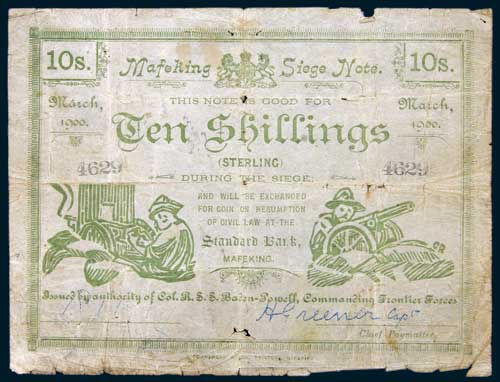 10s.
Mafeking Siege Note.
10s.
March,
1900.
THIS NOTE IS GOOD FOR
March,
1900.
Ten Shillings
(STERLING)
4629
4629
DURING THE SIEGE;
AND WILL BE EXCHANGED
FOR COIN ON RESUMPTION
OF CIVIL LAW AT THE
Standard Bank,
MAFEKING.
Issued by authority of Col. R. S. S. Baden-Powell, Commanding Frontier Forces
H Greener Capt
Chief Paymaster.